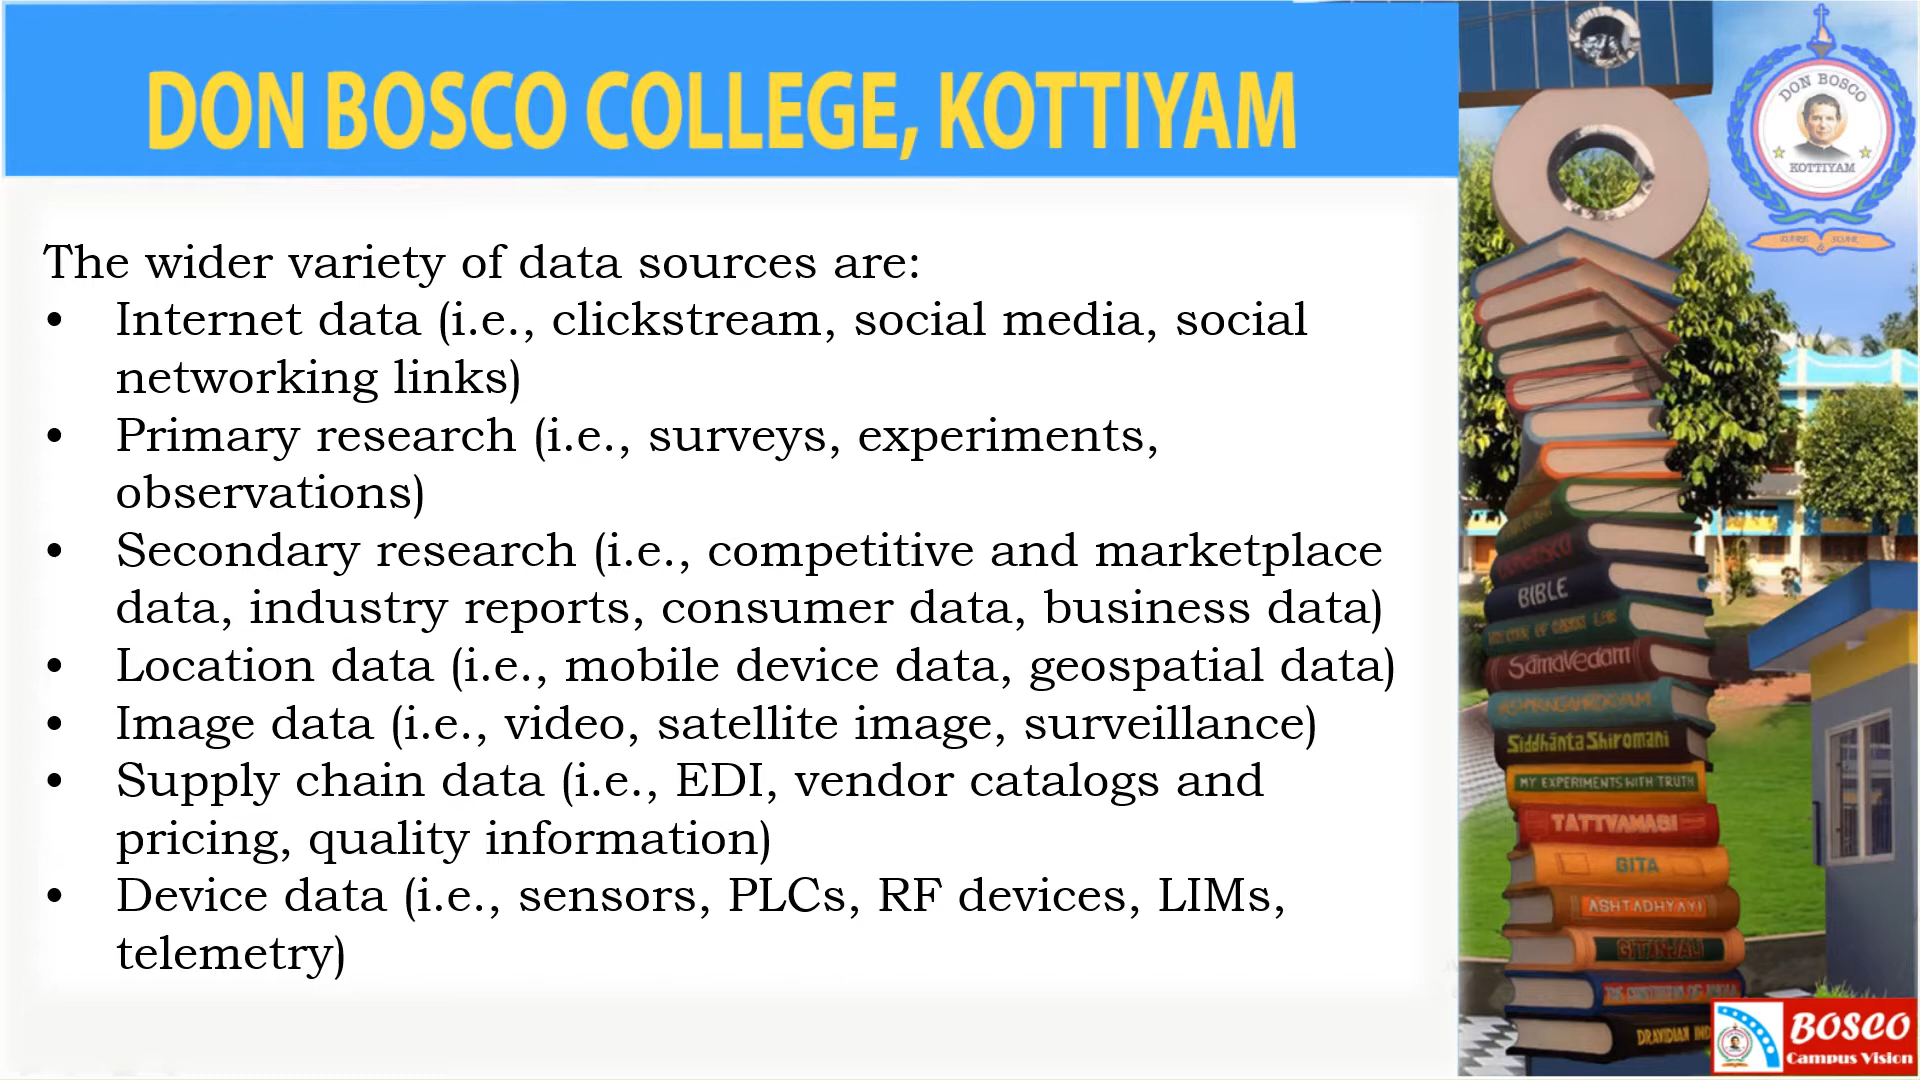 DON BOSCO COLLEGE, KOTTIYAM
The wider variety of data sources are:
• Internet data (i.e., clickstream, social media, social
networking links)
• Primary research (i.e., surveys, experiments,
observations)
• Secondary research (i.e., competitive and marketplace
data, industry reports, consumer data, business data)
• Location data (i.e., mobile device data, geospatial data)
• Image data (i.e., video, satellite image, surveillance)
• Supply chain data (i.e., EDI, vendor catalogs and
pricing, quality information)
• Device data (i.e., sensors, PLCs, RF devices, LIMs,
telemetry)
DON BOSCO
KOTTIYAM
BIBLE
Sāmavedam
Siddhānta Shiromani
MY EXPERIMENTS WITH TRUTH
TATTVAMASI
GITA
ASHTADHYAYI
GITANJALI
DRAVIDIAN
BOSCO
Campus Vision